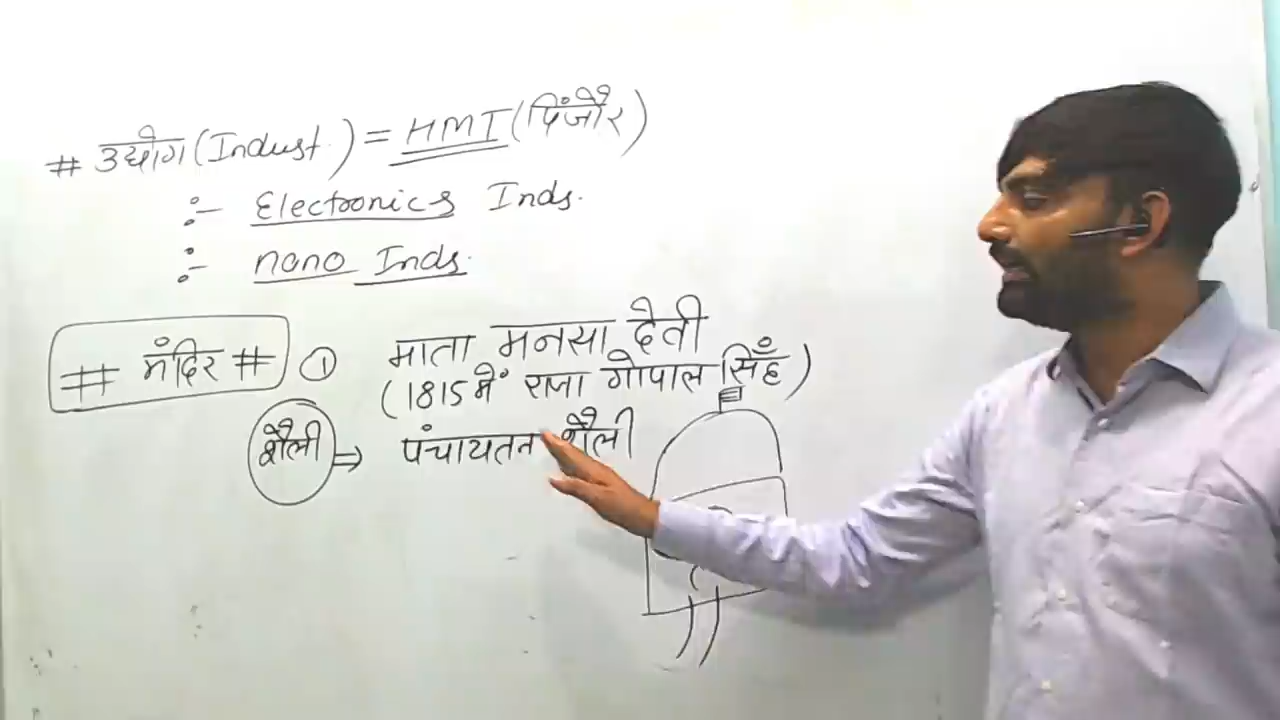 # उद्योग (Indust.) = HMT (पिंजौर)
:- Electronics Inds.
:- nano Inds.
# मंदिर # ① माता मनसा देवी
(1815 में राजा गोपाल सिँह)
शैली ⇒ पंचायतन शैली